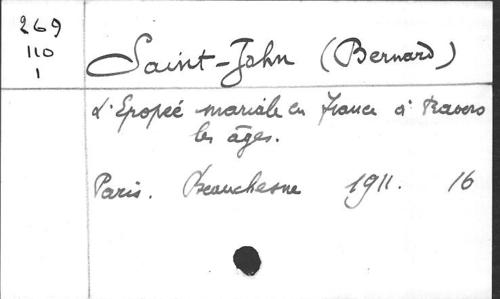 269
110
1
Saint-John (Bernard)
L'Epopée mariale en France à travers
les âges.
Paris. Beauchesne 1911. 16